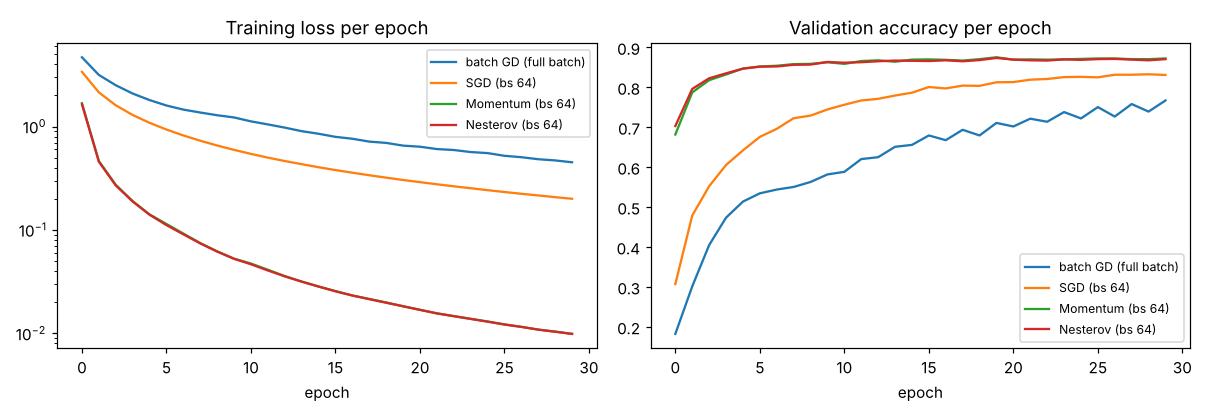 Training loss per epoch
batch GD (full batch)
SGD (bs 64)
Momentum (bs 64)
Nesterov (bs 64)
10⁰
10⁻¹
10⁻²
0 5 10 15 20 25 30
epoch
Validation accuracy per epoch
0.9
0.8
0.7
0.6
0.5
0.4
0.3
0.2
batch GD (full batch)
SGD (bs 64)
Momentum (bs 64)
Nesterov (bs 64)
0 5 10 15 20 25 30
epoch